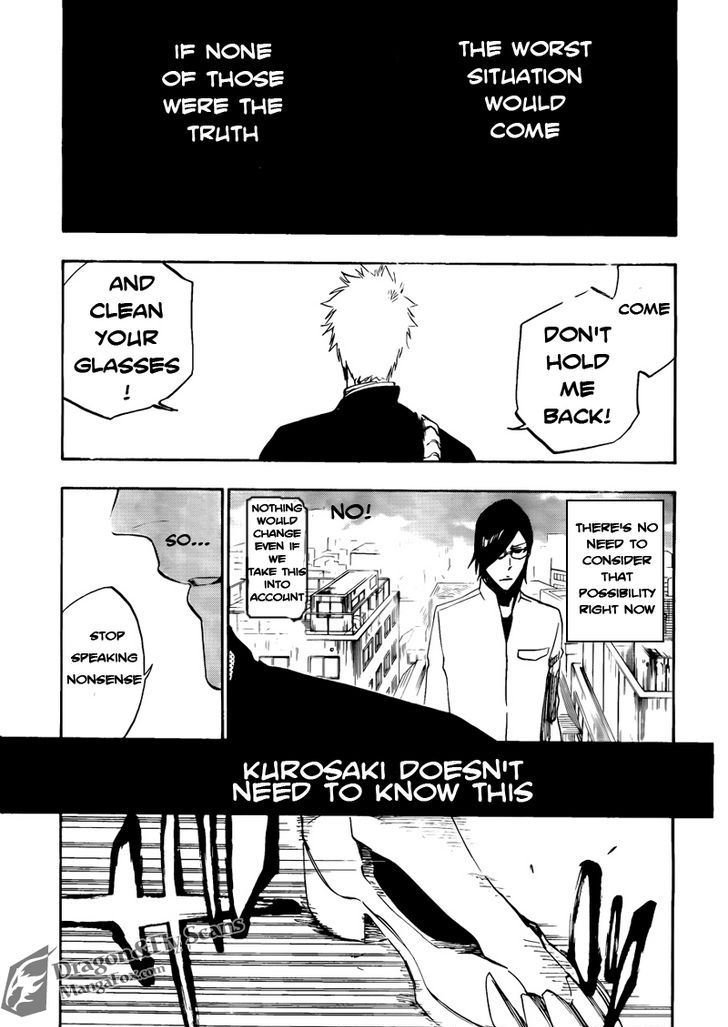 THE WORST
SITUATION
WOULD
COME
IF NONE
OF THOSE
WERE THE
TRUTH
COME
DON'T
HOLD
ME
BACK!
AND
CLEAN
YOUR
GLASSES
!
THERE'S NO
NEED TO
CONSIDER
THAT
POSSIBILITY
RIGHT NOW
NO!
NOTHING
WOULD
CHANGE
EVEN IF
WE
TAKE THIS
INTO
ACCOUNT
SO...
STOP
SPEAKING
NONSENSE
KUROSAKI DOESN'T
NEED TO KNOW THIS
Dragon&FlyScans
MangaFox.com